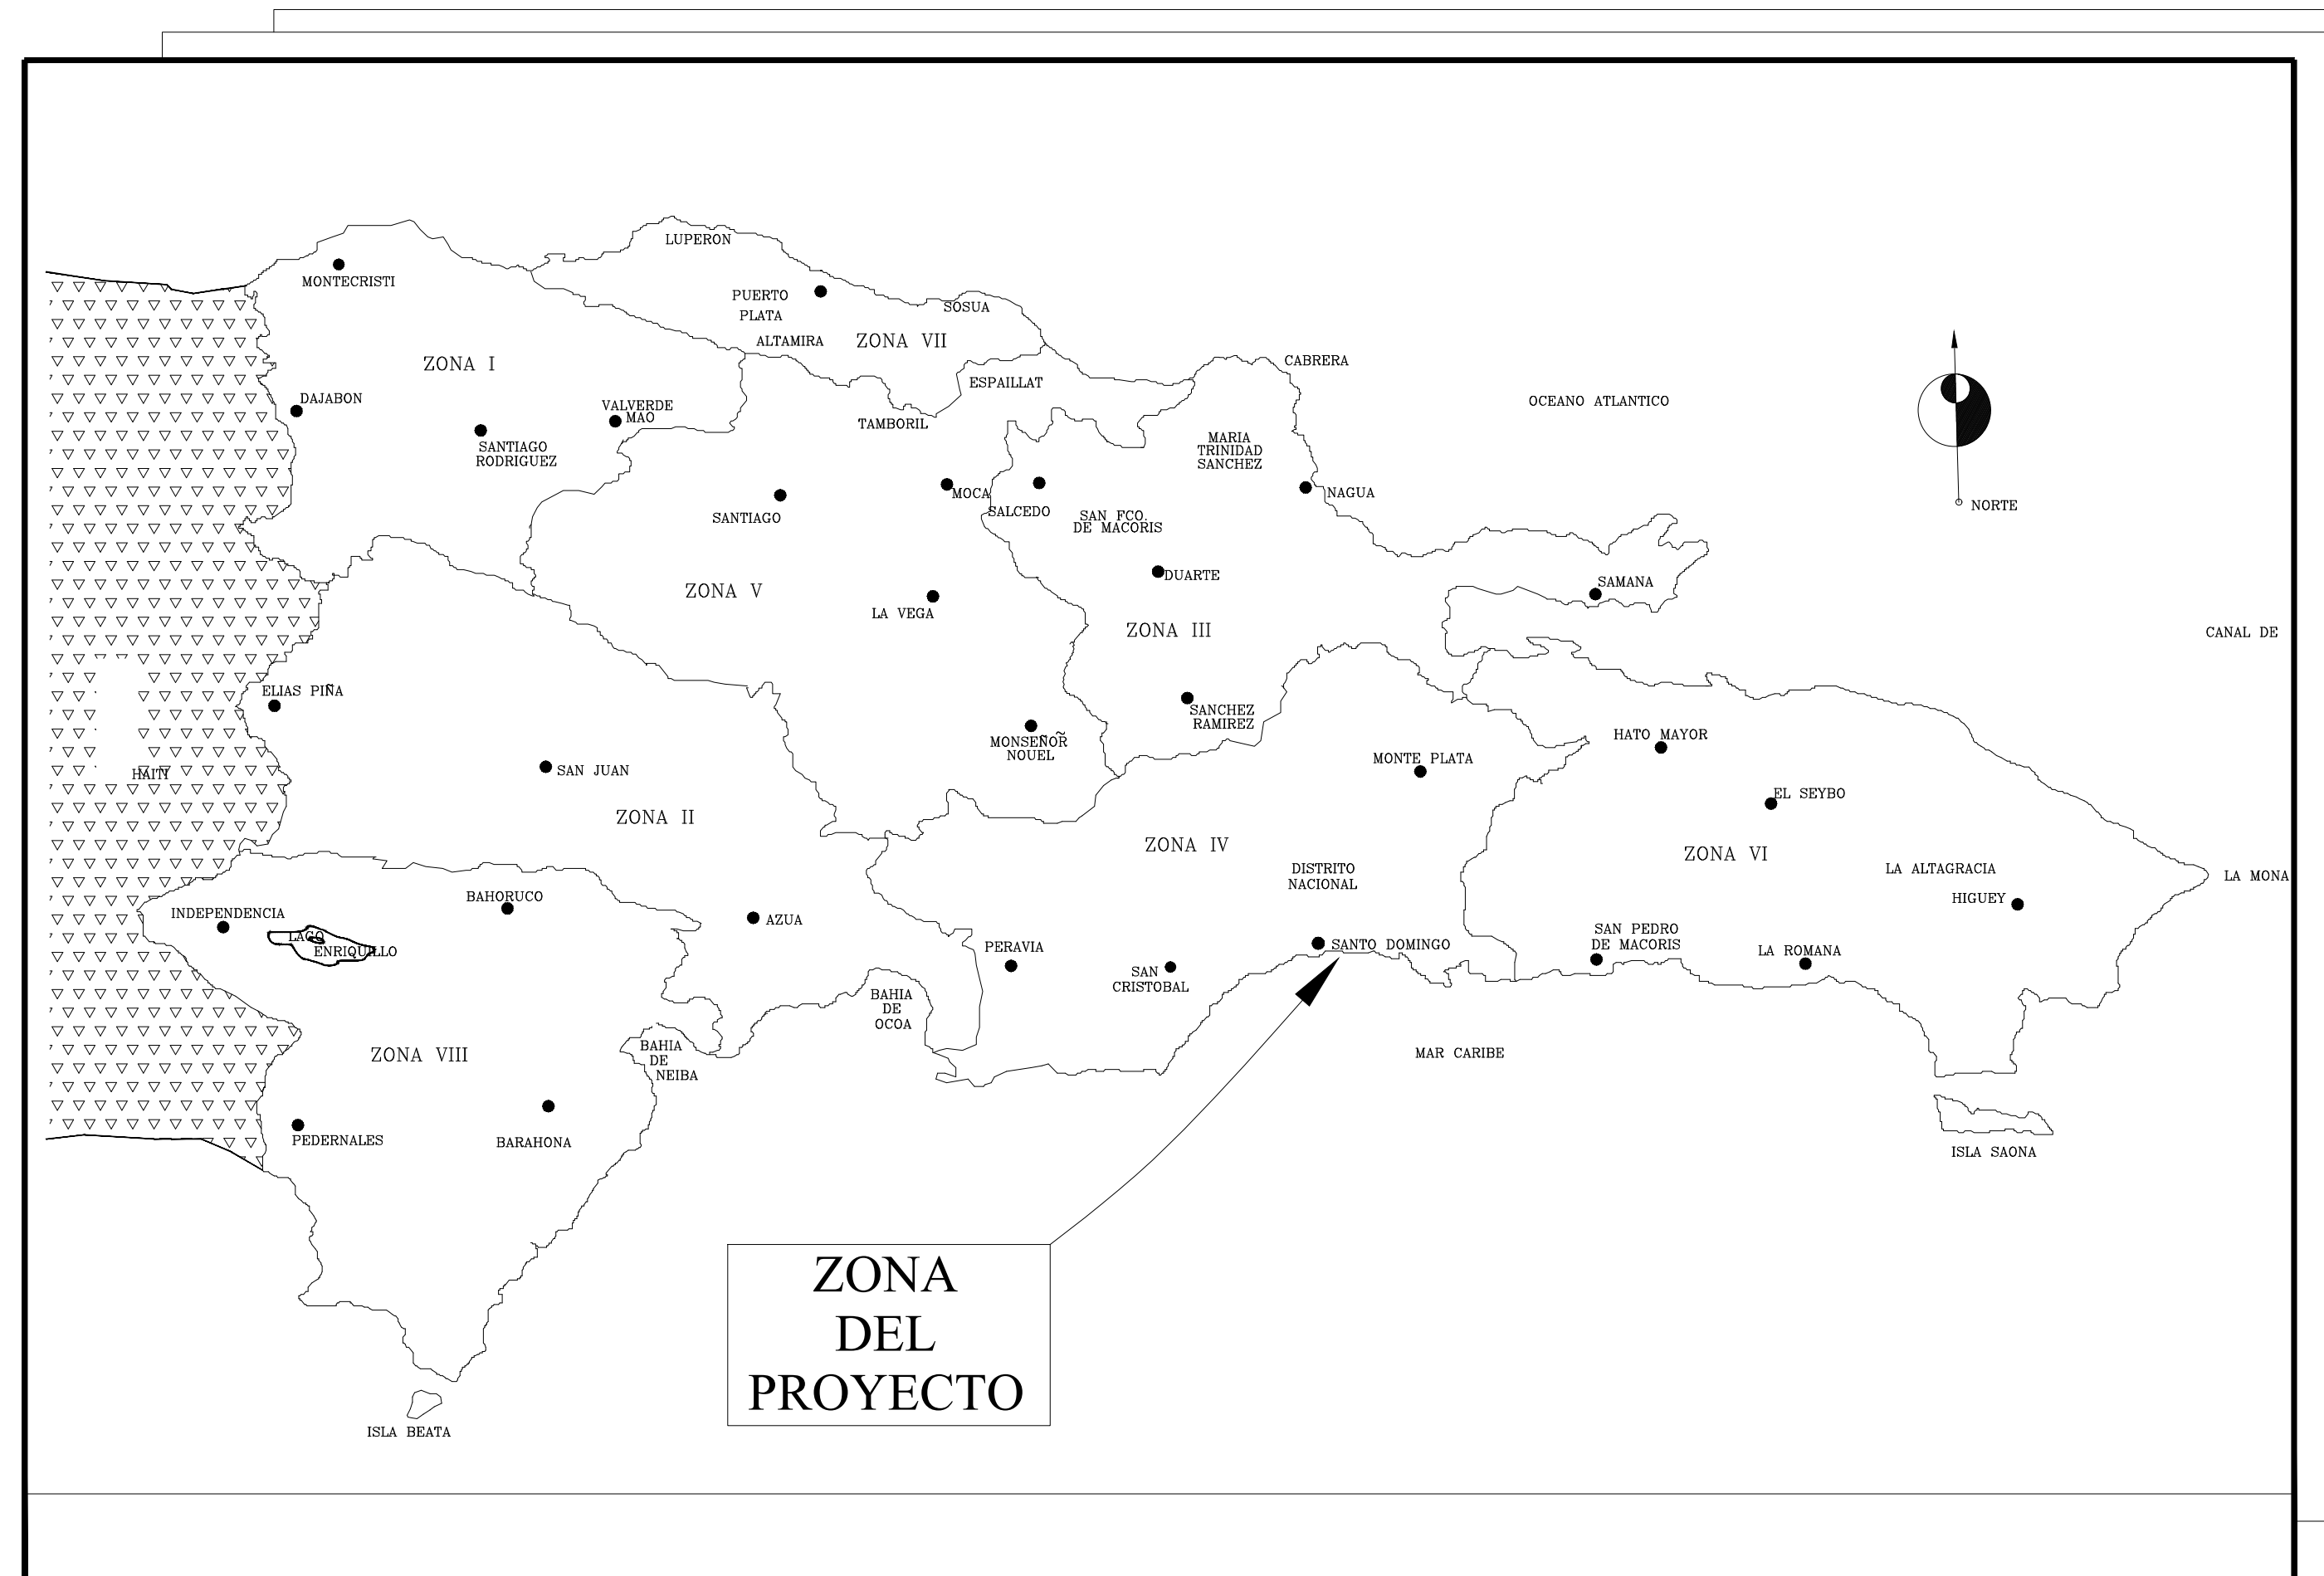 LUPERON
MONTECRISTI
PUERTO
PLATA
SOSUA
ALTAMIRA
ZONA VII
ZONA I
CABRERA
ESPAILLAT
DAJABON
VALVERDE
MAO
TAMBORIL
OCEANO ATLANTICO
SANTIAGO
RODRIGUEZ
MARIA
TRINIDAD
SANCHEZ
MOCA
NAGUA
NORTE
SANTIAGO
SALCEDO
SAN FCO.
DE MACORIS
DUARTE
SAMANA
ZONA V
LA VEGA
ZONA III
CANAL DE
ELIAS PIÑA
SANCHEZ
RAMIREZ
MONSEÑOR
NOUEL
HATO MAYOR
MONTE PLATA
HAITI
SAN JUAN
EL SEYBO
ZONA II
ZONA IV
ZONA VI
DISTRITO
NACIONAL
LA ALTAGRACIA
LA MONA
BAHORUCO
HIGUEY
INDEPENDENCIA
AZUA
LAGO
ENRIQUILLO
PERAVIA
SANTO DOMINGO
SAN PEDRO
DE MACORIS
LA ROMANA
SAN
CRISTOBAL
BAHIA
DE
OCOA
ZONA VIII
BAHIA
DE
NEIBA
MAR CARIBE
PEDERNALES
BARAHONA
ISLA SAONA
ZONA
DEL
PROYECTO
ISLA BEATA